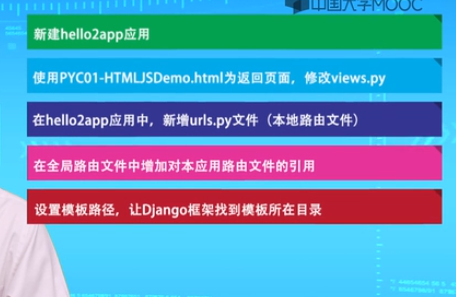 中国大学MOOC
新建hello2app应用
使用PYC01-HTMLJSDemo.html为返回页面，修改views.py
在hello2app应用中，新增urls.py文件（本地路由文件）
在全局路由文件中增加对本应用路由文件的引用
设置模板路径，让Django框架找到模板所在目录